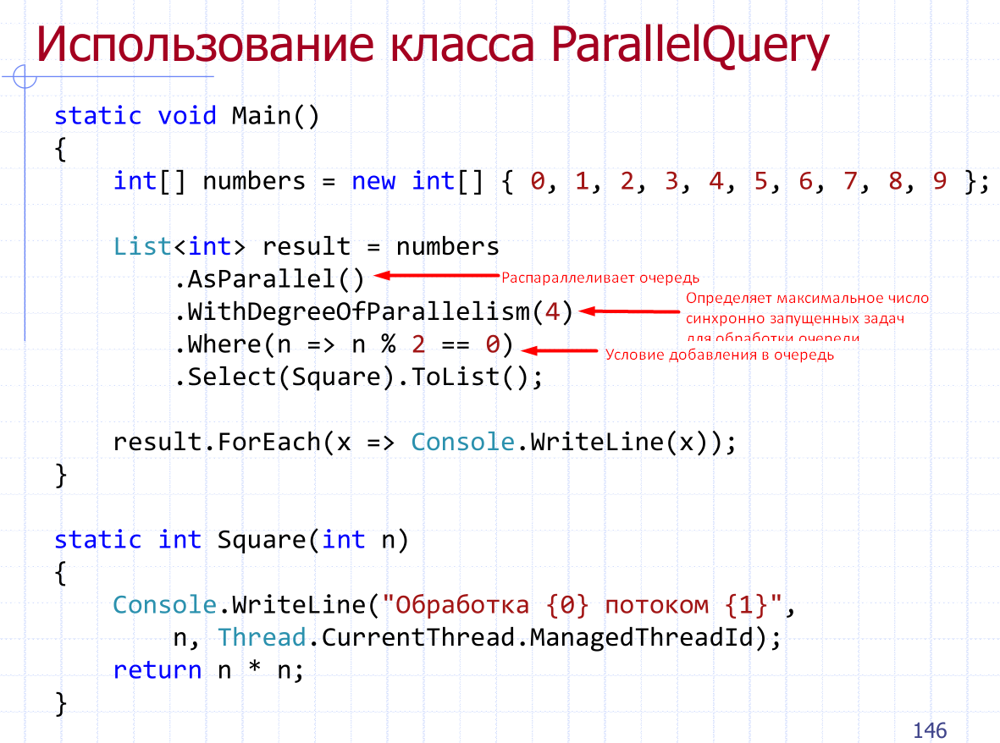 Использование класса ParallelQuery
static void Main()
{
int[] numbers = new int[] { 0, 1, 2, 3, 4, 5, 6, 7, 8, 9 };
List<int> result = numbers
.AsParallel()
Распараллеливает очередь
.WithDegreeOfParallelism(4)
Определяет максимальное число
синхронно запущенных задач
для обработки очереди
.Where(n => n % 2 == 0)
Условие добавления в очередь
.Select(Square).ToList();
result.ForEach(x => Console.WriteLine(x));
}
static int Square(int n)
{
Console.WriteLine("Обработка {0} потоком {1}",
n, Thread.CurrentThread.ManagedThreadId);
return n * n;
}
146